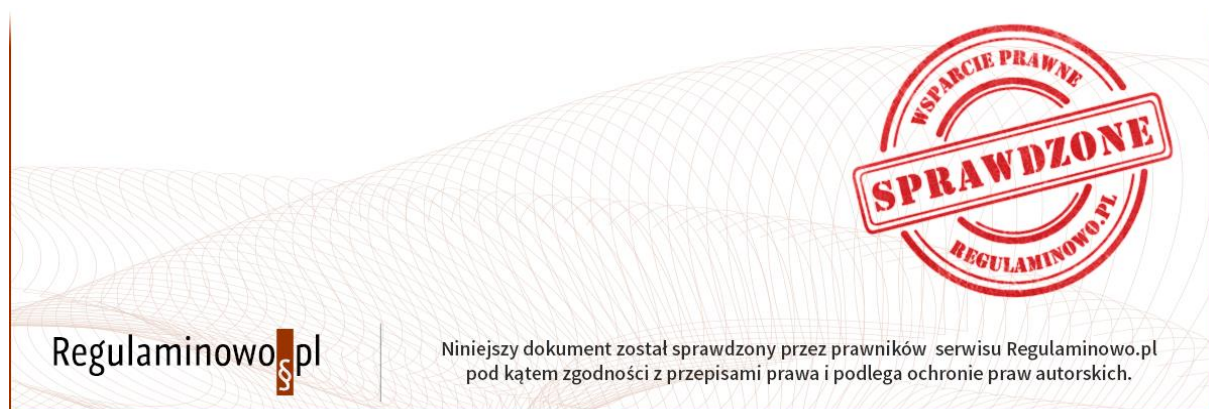 WSPARCIE PRAWNE
SPRAWDZONE
REGULAMINOWO.PL
Regulaminowo§pl
Niniejszy dokument został sprawdzony przez prawników serwisu Regulaminowo.pl
pod kątem zgodności z przepisami prawa i podlega ochronie praw autorskich.